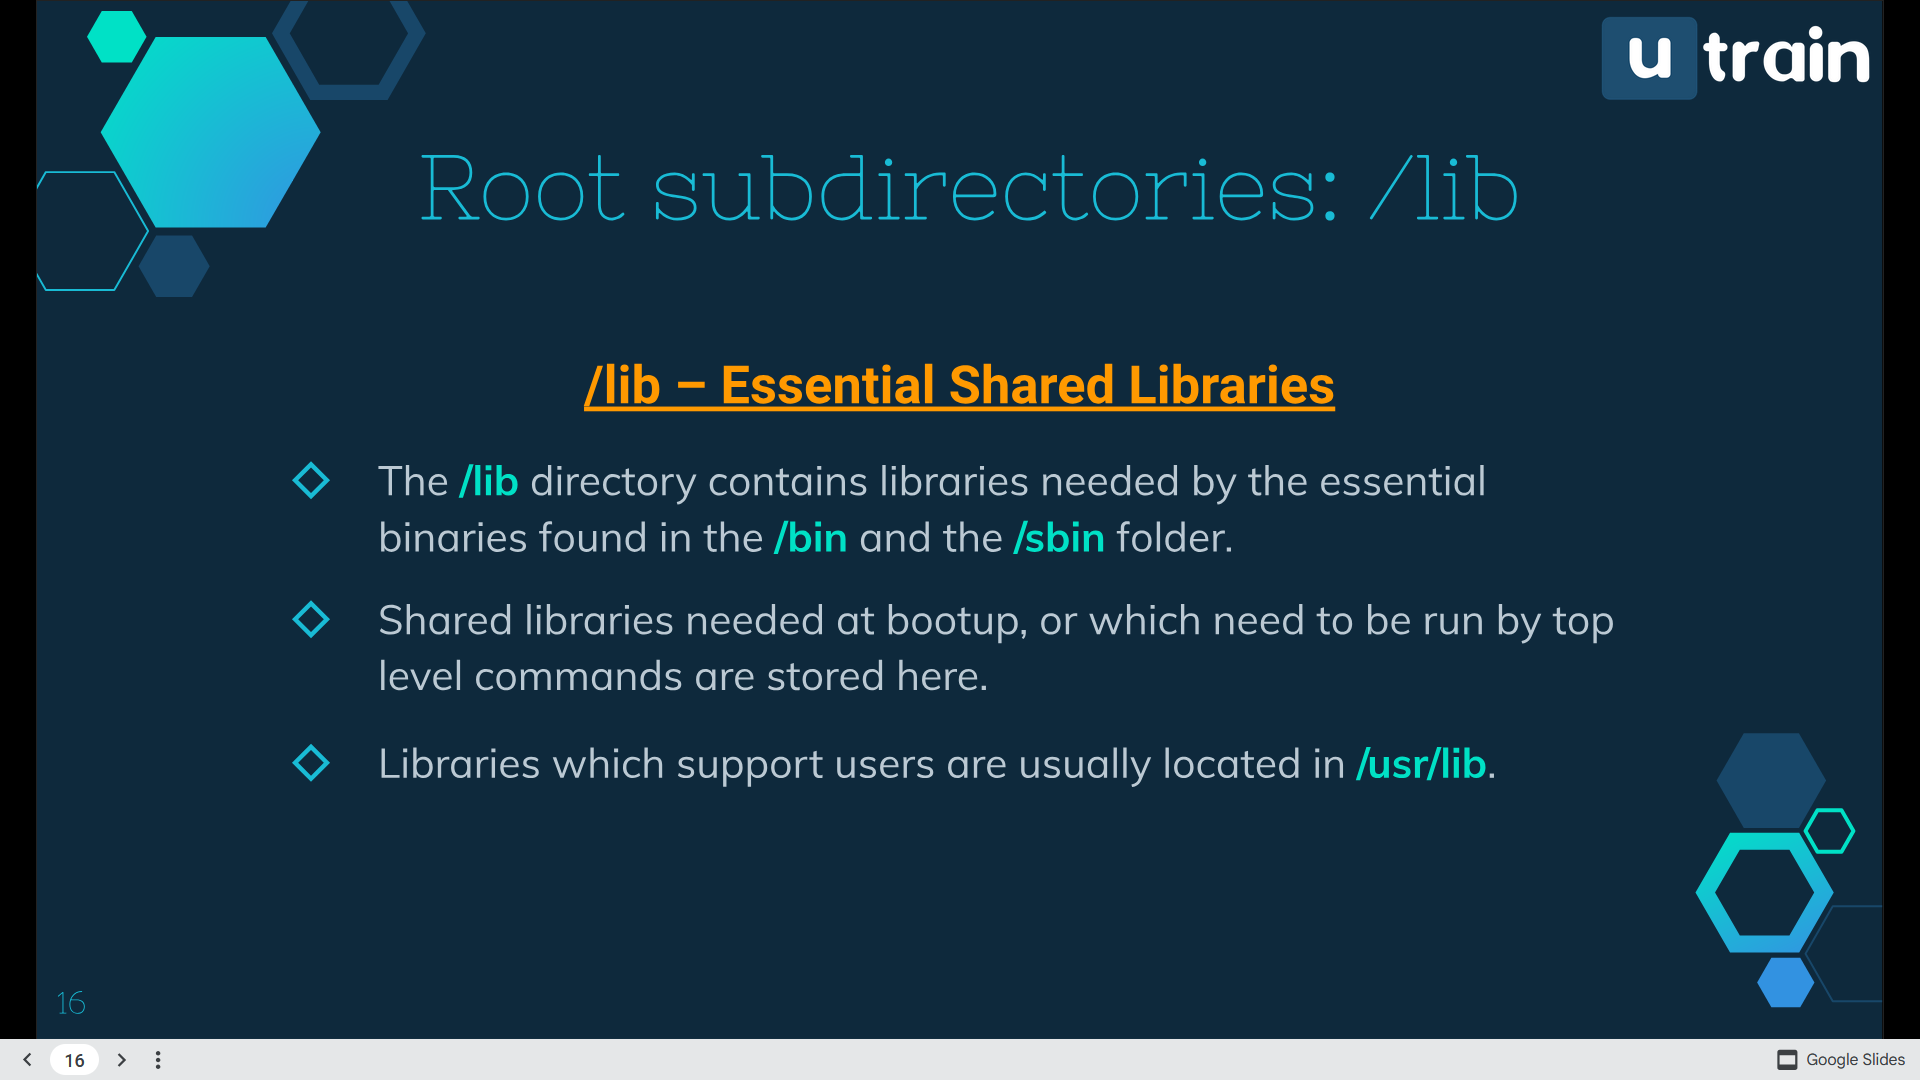 u train
Root subdirectories: /lib
/lib – Essential Shared Libraries
The /lib directory contains libraries needed by the essential
binaries found in the /bin and the /sbin folder.
Shared libraries needed at bootup, or which need to be run by top
level commands are stored here.
Libraries which support users are usually located in /usr/lib.
16
16
Google Slides